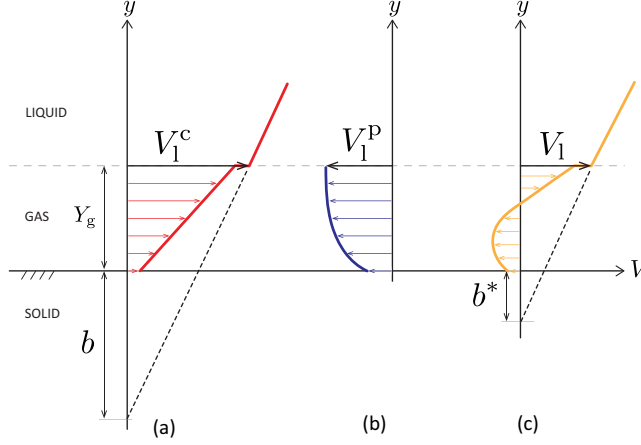 y
y
y
LIQUID
V_l^c
V_l^p
V_l
GAS
Y_g
V
SOLID
b
b*
(a)
(b)
(c)